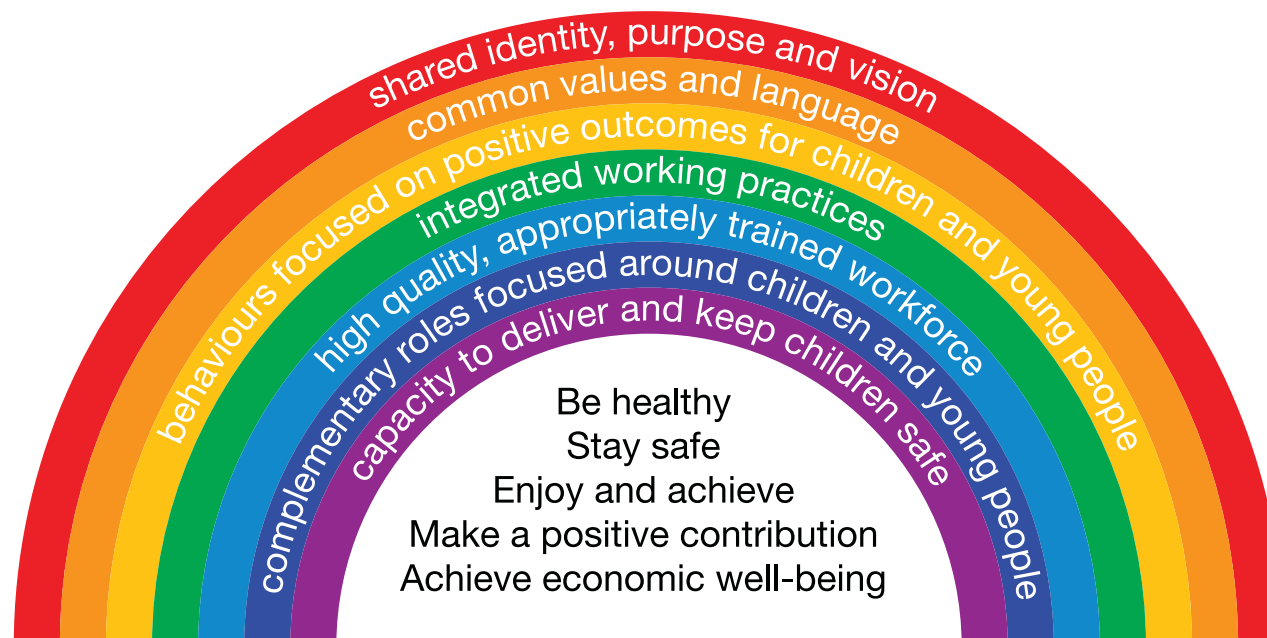 shared identity, purpose and vision
common values and language
behaviours focused on positive outcomes for children and young people
integrated working practices
high quality, appropriately trained workforce
complementary roles focused around children and young people
capacity to deliver and keep children safe
Be healthy
Stay safe
Enjoy and achieve
Make a positive contribution
Achieve economic well-being